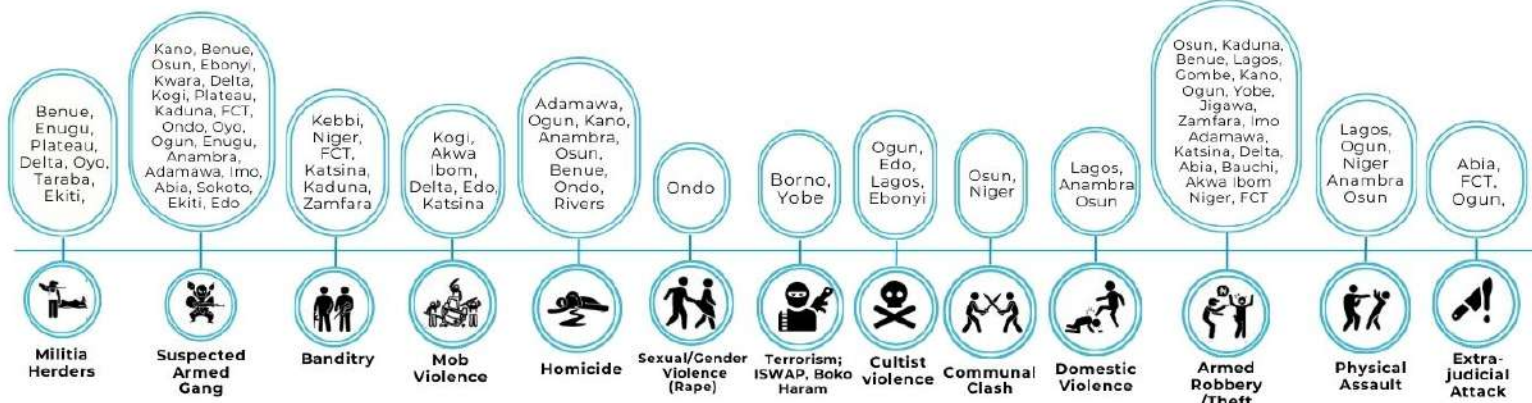 Benue,
Enugu,
Plateau,
Delta, Oyo,
Taraba,
Ekiti,
Militia
Herders
Kano, Benue,
Osun, Ebonyi,
Kwara, Delta,
Kogi, Plateau,
Kaduna, FCT,
Ondo, Oyo,
Ogun, Enugu,
Anambra,
Adamawa, Imo,
Abia, Sokoto,
Ekiti, Edo
Suspected
Armed
Gang
Kebbi,
Niger,
FCT,
Katsina,
Kaduna,
Zamfara
Banditry
Kogi,
Akwa
Ibom,
Delta, Edo,
Katsina
Mob
Violence
Adamawa,
Ogun, Kano,
Anambra,
Osun,
Benue,
Ondo,
Rivers
Homicide
Ondo
Sexual/Gender
Violence
(Rape)
Borno,
Yobe
Terrorism;
ISWAP, Boko
Haram
Ogun,
Edo,
Lagos,
Ebonyi
Cultist
violence
Osun,
Niger
Communal
Clash
Lagos,
Anambra
Osun
Domestic
Violence
Osun, Kaduna,
Benue, Lagos,
Gombe, Kano,
Ogun, Yobe,
Jigawa,
Zamfara, Imo
Adamawa,
Katsina, Delta,
Abia, Bauchi,
Akwa Ibom
Niger, FCT
Armed
Robbery
/Theft
Lagos,
Ogun,
Niger
Anambra
Osun
Physical
Assault
Abia,
FCT,
Ogun,
Extra-
judicial
Attack